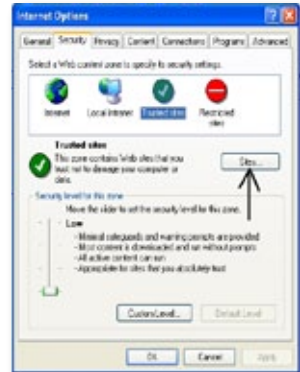 Internet Options
General Security Privacy Content Connections Programs Advanced
Select a Web content zone to specify its security settings.
Internet Local intranet Trusted sites Restricted sites
Trusted sites
This zone contains Web sites that you
trust not to damage your computer or
data.
Sites...
Security level for this zone
Move the slider to set the security level for this zone.
Low
- Minimal safeguards and warning prompts are provided
- Most content is downloaded and run without prompts
- All active content can run
- Appropriate for sites that you absolutely trust
Custom Level... Default Level
OK Cancel Apply